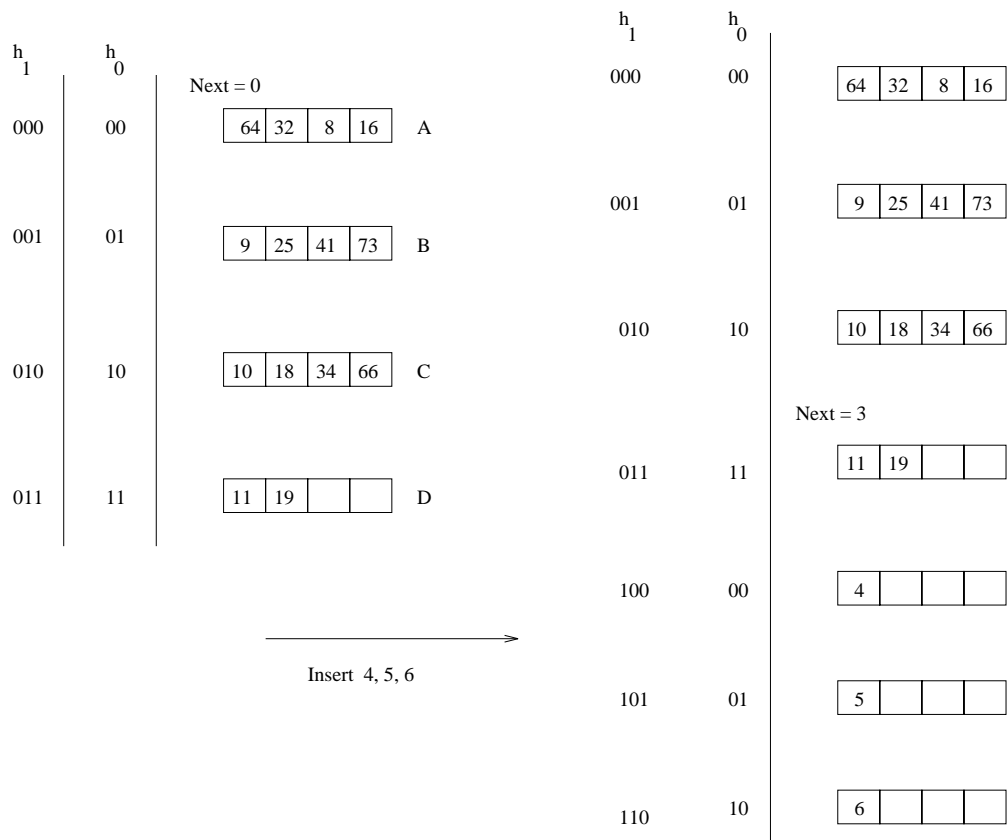 h1 h0
Next = 0
000 00 64 32 8 16 A
001 01 9 25 41 73 B
010 10 10 18 34 66 C
011 11 11 19 D
Insert 4, 5, 6
h1 h0
000 00 64 32 8 16
001 01 9 25 41 73
010 10 10 18 34 66
Next = 3
011 11 11 19
100 00 4
101 01 5
110 10 6